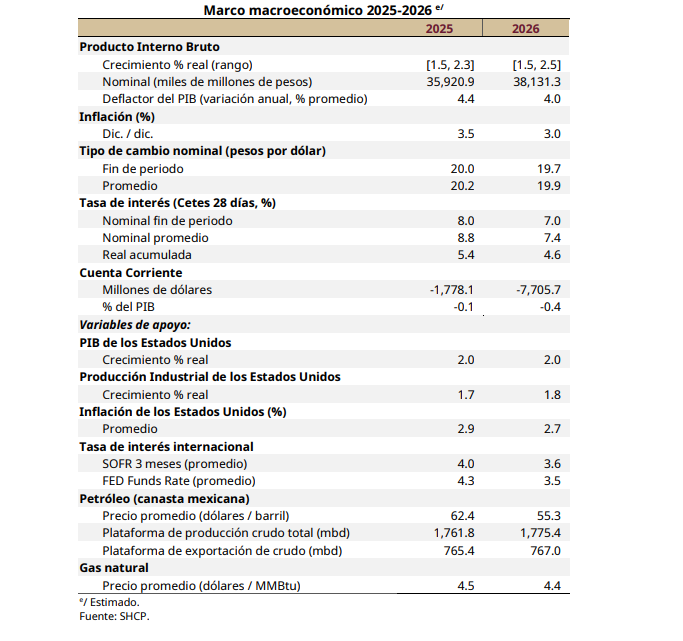 Marco macroeconómico 2025-2026 e/
2025 2026
Producto Interno Bruto
Crecimiento % real (rango) [1.5, 2.3] [1.5, 2.5]
Nominal (miles de millones de pesos) 35,920.9 38,131.3
Deflactor del PIB (variación anual, % promedio) 4.4 4.0
Inflación (%)
Dic. / dic. 3.5 3.0
Tipo de cambio nominal (pesos por dólar)
Fin de periodo 20.0 19.7
Promedio 20.2 19.9
Tasa de interés (Cetes 28 días, %)
Nominal fin de periodo 8.0 7.0
Nominal promedio 8.8 7.4
Real acumulada 5.4 4.6
Cuenta Corriente
Millones de dólares -1,778.1 -7,705.7
% del PIB -0.1 -0.4
Variables de apoyo:
PIB de los Estados Unidos
Crecimiento % real 2.0 2.0
Producción Industrial de los Estados Unidos
Crecimiento % real 1.7 1.8
Inflación de los Estados Unidos (%)
Promedio 2.9 2.7
Tasa de interés internacional
SOFR 3 meses (promedio) 4.0 3.6
FED Funds Rate (promedio) 4.3 3.5
Petróleo (canasta mexicana)
Precio promedio (dólares / barril) 62.4 55.3
Plataforma de producción crudo total (mbd) 1,761.8 1,775.4
Plataforma de exportación de crudo (mbd) 765.4 767.0
Gas natural
Precio promedio (dólares / MMBtu) 4.5 4.4
e/ Estimado.
Fuente: SHCP.